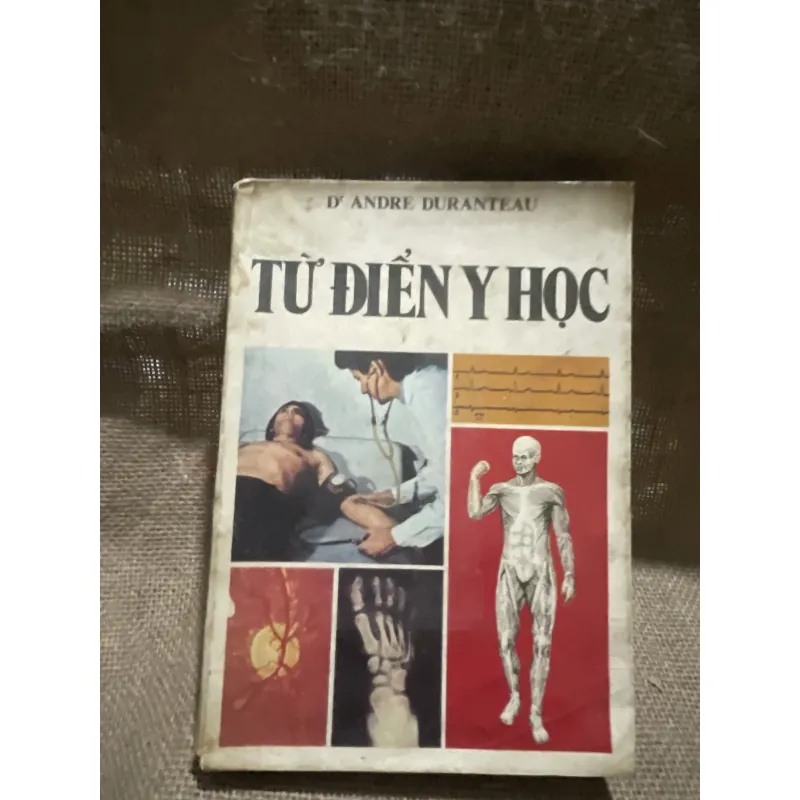 Dr ANDRE DURANTEAU
TỪ ĐIỂN Y HỌC